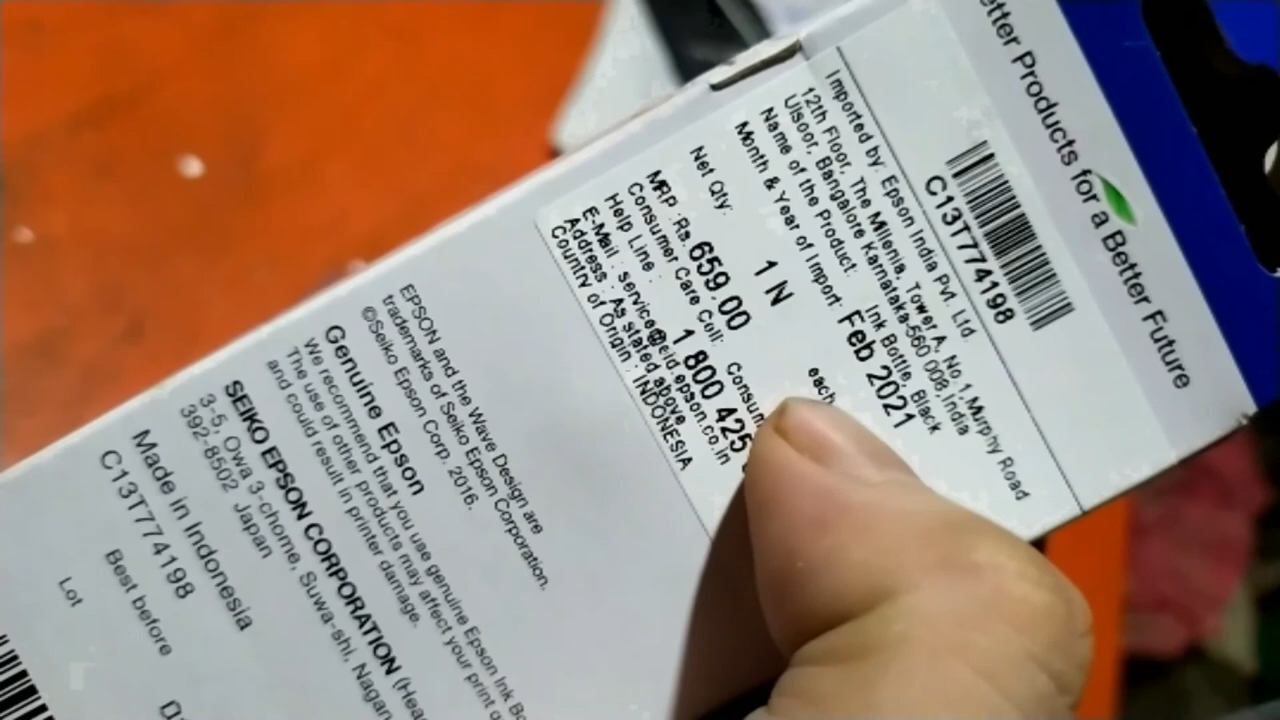 etter Products for a Better Future
C13T774198
Imported by: Epson India Pvt. Ltd.
12th Floor, The Millenia, Tower A, No.1, Murphy Road
Ulsoor, Bangalore Karnataka-560 008, India
Name of the Product: Ink Bottle, Black
Month & Year of Import: Feb 2021
Net Qty: 1 N each
MRP :Rs. 659.00
Consumer Care Cell:
Help Line : 1 800 425
E-Mail : service@eid.epson.co.in
Address : As stated above
Country of Origin : INDONESIA
EPSON and the Wave Design are
trademarks of Seiko Epson Corporation.
©Seiko Epson Corp. 2016.
Genuine Epson
We recommend that you use genuine Epson Ink
The use of other products may affect your print
and could result in printer damage.
SEIKO EPSON CORPORATION
3-5, Owa 3-chome, Suwa-shi, Nagan
392-8502 Japan
Made in Indonesia
C13T774198
Best before
Lot